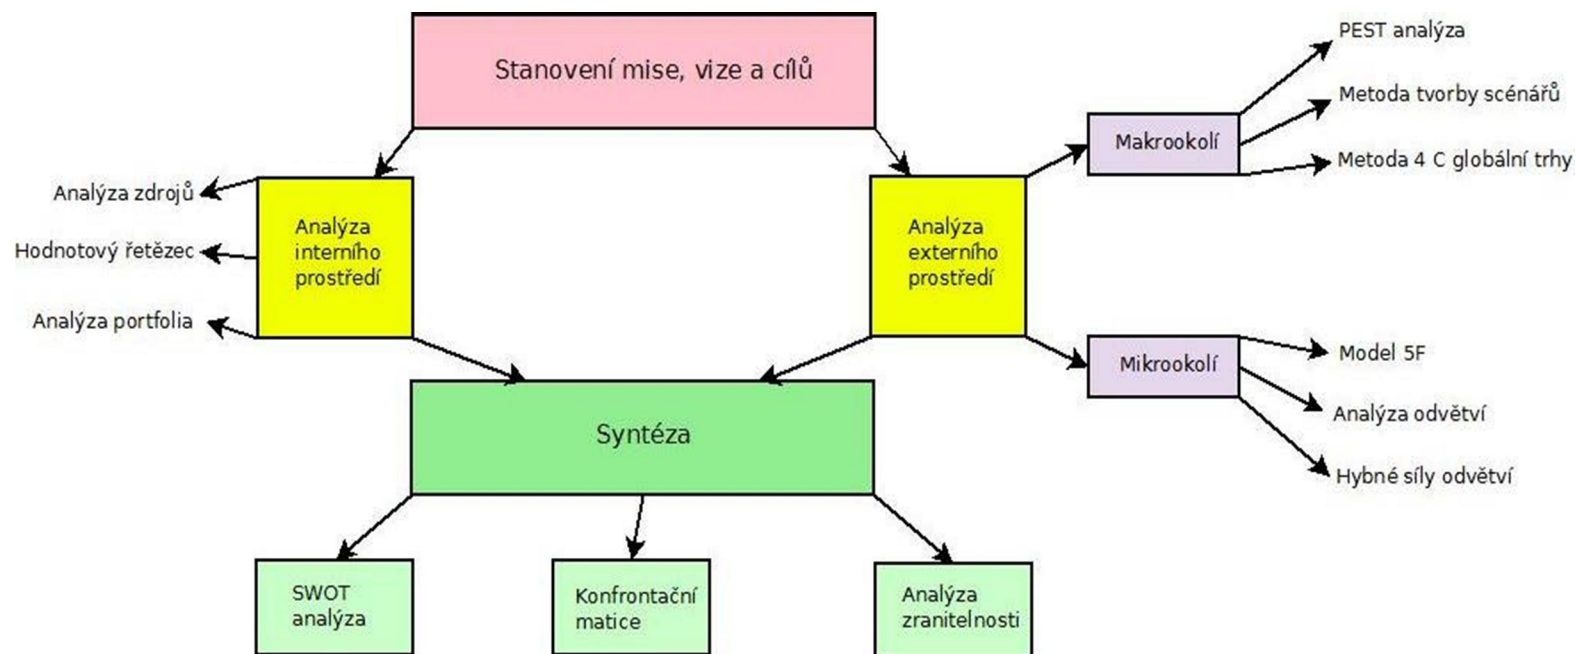 Stanovení mise, vize a cílů
PEST analýza
Metoda tvorby scénářů
Makrookolí
Metoda 4 C globální trhy
Analýza zdrojů
Hodnotový řetězec
Analýza portfolia
Analýza
interního
prostředí
Analýza
externího
prostředí
Mikrookolí
Model 5F
Analýza odvětví
Hybné síly odvětví
Syntéza
SWOT
analýza
Konfrontační
matice
Analýza
zranitelnosti